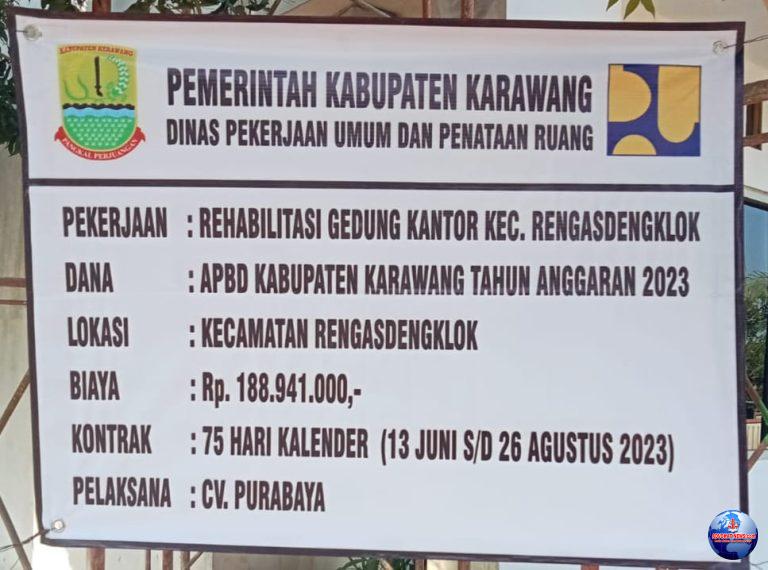 KABUPATEN KARAWANG
PANGKAL PERJUANGAN
PEMERINTAH KABUPATEN KARAWANG
DINAS PEKERJAAN UMUM DAN PENATAAN RUANG
PEKERJAAN : REHABILITASI GEDUNG KANTOR KEC. RENGASDENGKLOK
DANA : APBD KABUPATEN KARAWANG TAHUN ANGGARAN 2023
LOKASI : KECAMATAN RENGASDENGKLOK
BIAYA : Rp. 188.941.000,-
KONTRAK : 75 HARI KALENDER (13 JUNI S/D 26 AGUSTUS 2023)
PELAKSANA : CV. PURABAYA